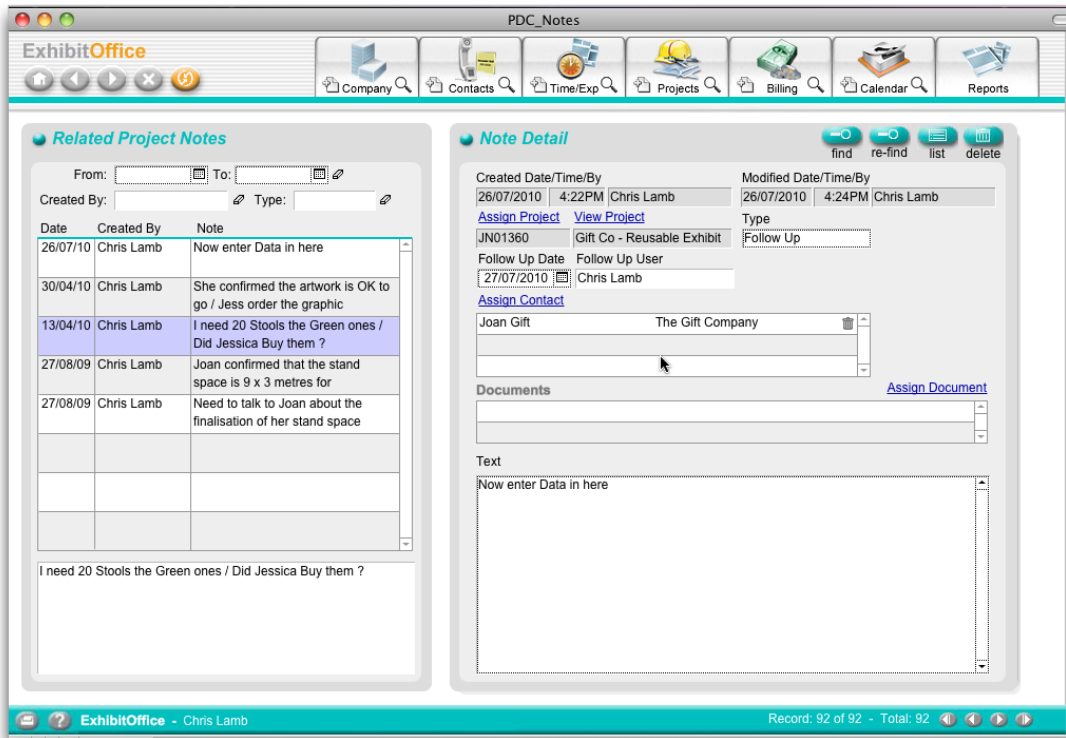 PDC_Notes
ExhibitOffice
Company
Contacts
Time/Exp
Projects
Billing
Calendar
Reports
Related Project Notes
From:
To:
Created By:
Type:
Date Created By Note
26/07/10 Chris Lamb Now enter Data in here
30/04/10 Chris Lamb She confirmed the artwork is OK to
go / Jess order the graphic
13/04/10 Chris Lamb I need 20 Stools the Green ones /
Did Jessica Buy them ?
27/08/09 Chris Lamb Joan confirmed that the stand
space is 9 x 3 metres for
27/08/09 Chris Lamb Need to talk to Joan about the
finalisation of her stand space
I need 20 Stools the Green ones / Did Jessica Buy them ?
Note Detail
find re-find list delete
Created Date/Time/By Modified Date/Time/By
26/07/2010 4:22PM Chris Lamb 26/07/2010 4:24PM Chris Lamb
Assign Project View Project Type
JN01360 Gift Co - Reusable Exhibit Follow Up
Follow Up Date Follow Up User
27/07/2010 Chris Lamb
Assign Contact
Joan Gift The Gift Company
Documents Assign Document
Text
Now enter Data in here
ExhibitOffice - Chris Lamb
Record: 92 of 92 - Total: 92